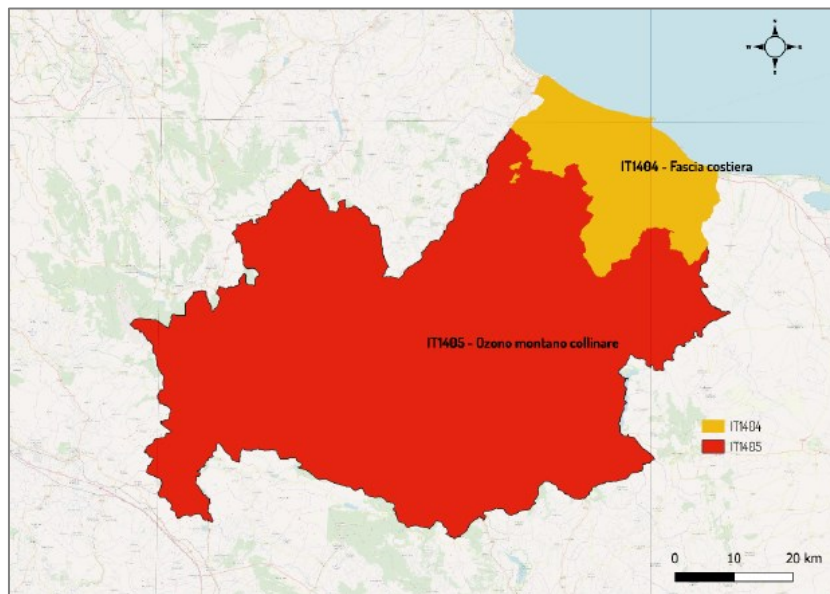 N
W
E
S
IT1404 - Fascia costiera
IT1405 - Ozono montano collinare
IT1404
IT1405
0 10 20 km